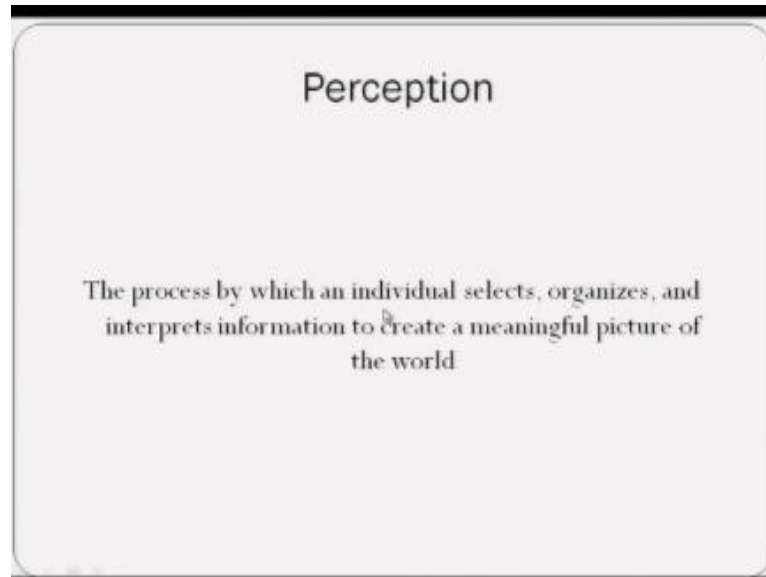 Perception
The process by which an individual selects, organizes, and
interprets information to create a meaningful picture of
the world